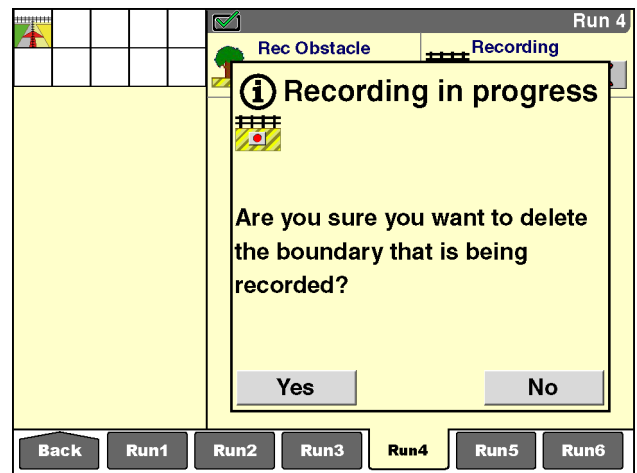 Run 4
Rec Obstacle
Recording
Recording in progress
Are you sure you want to delete
the boundary that is being
recorded?
Yes
No
Back
Run1
Run2
Run3
Run4
Run5
Run6